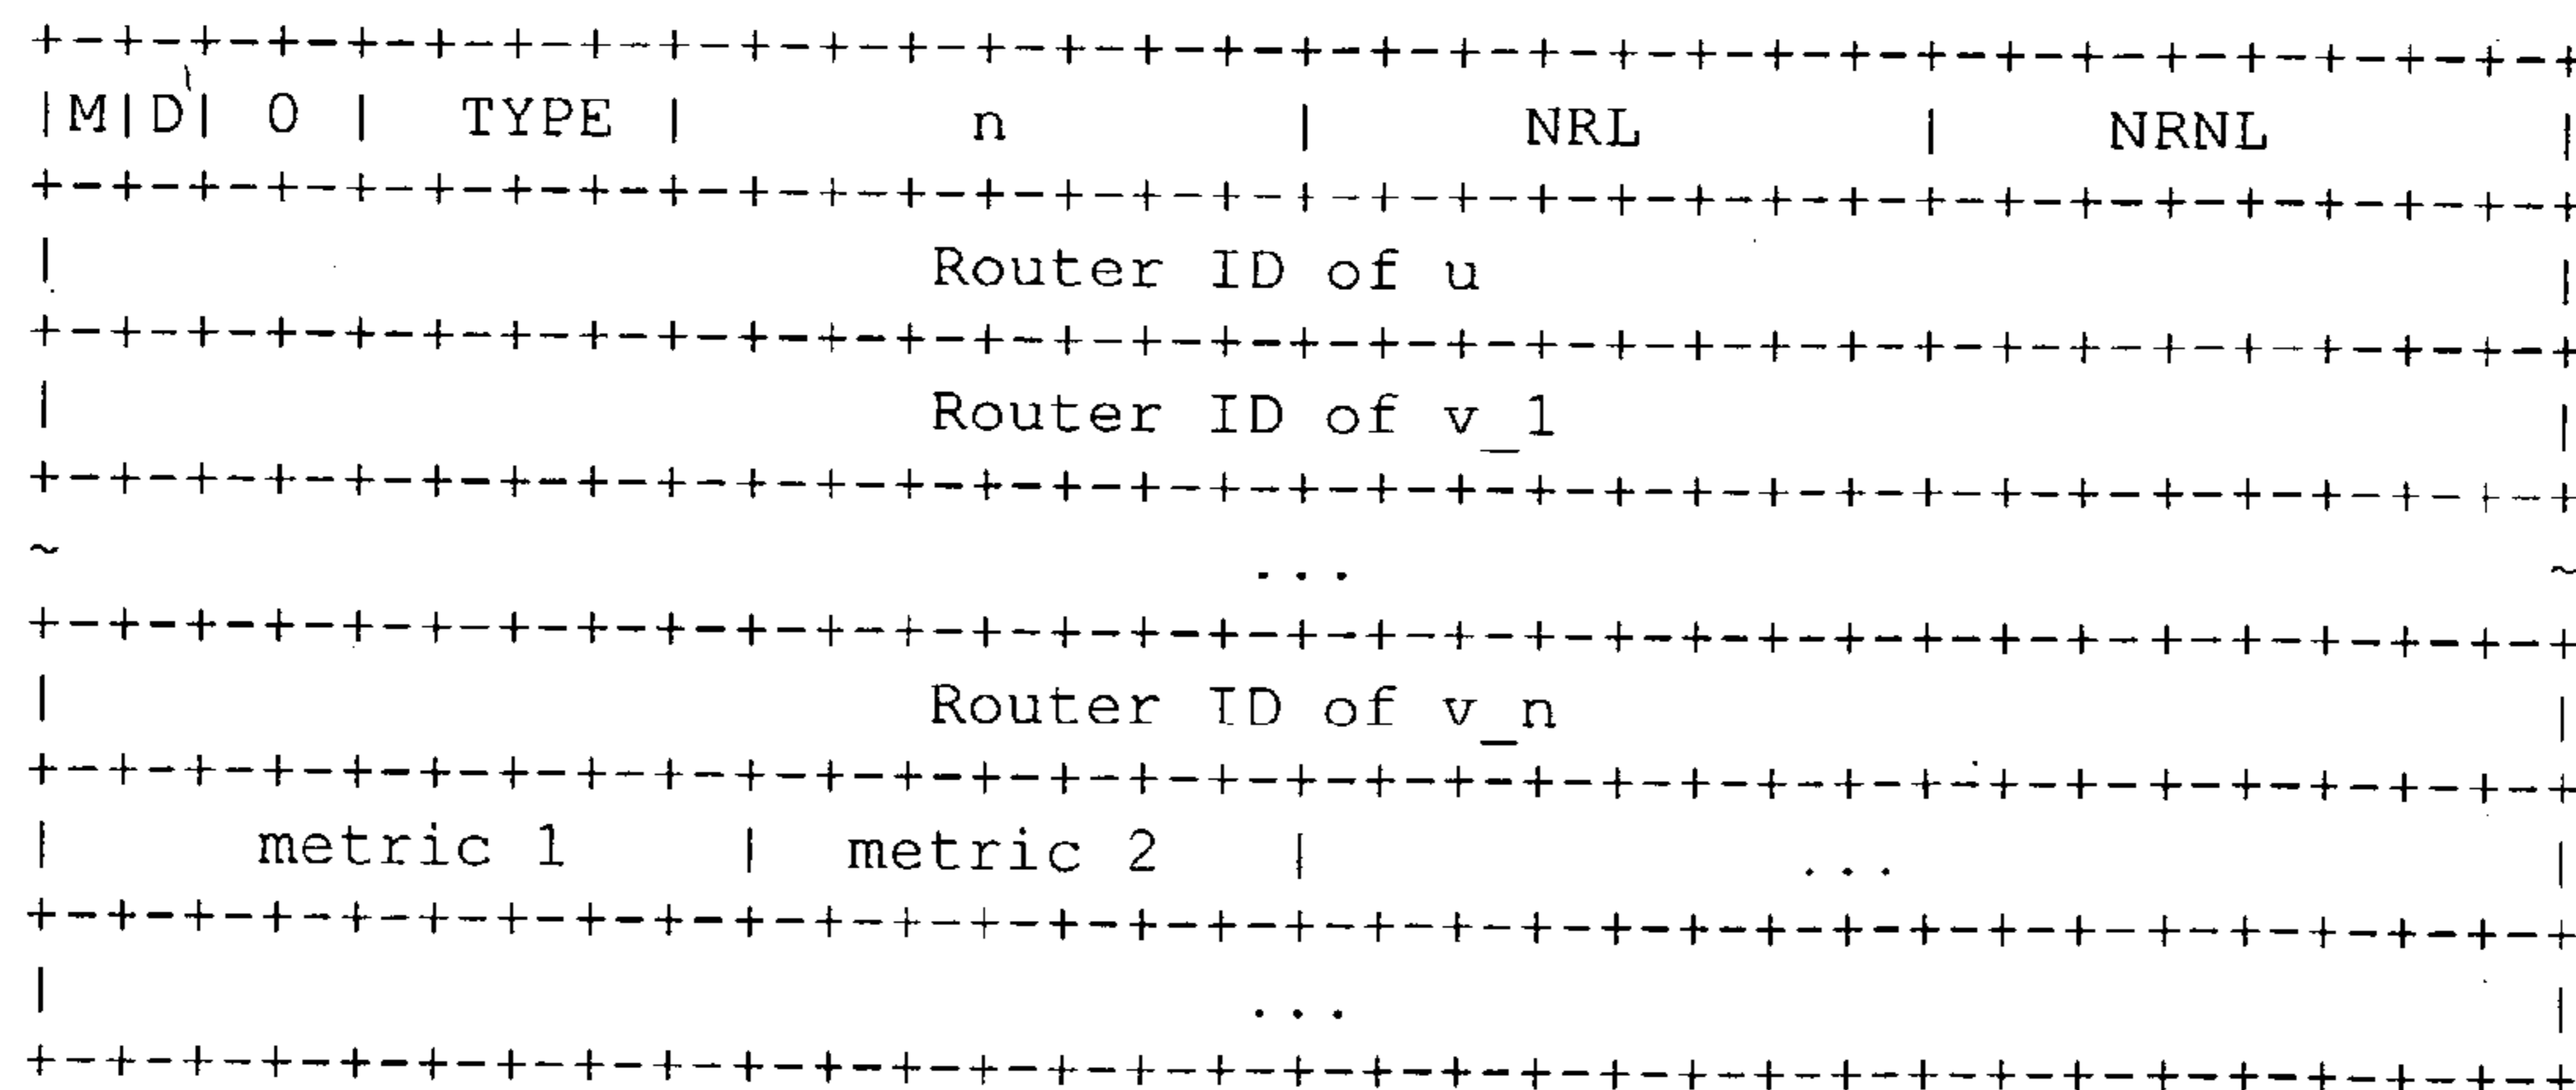 +-+-+-+-+-+-+-+-+-+-+-+-+-+-+-+-+-+-+-+-+-+-+-+-+-+-+-+-+-+-+-+-+
|M|D| 0 |  TYPE |       n       |      NRL      |     NRNL      |
+-+-+-+-+-+-+-+-+-+-+-+-+-+-+-+-+-+-+-+-+-+-+-+-+-+-+-+-+-+-+-+-+
|                      Router ID of u                           |
+-+-+-+-+-+-+-+-+-+-+-+-+-+-+-+-+-+-+-+-+-+-+-+-+-+-+-+-+-+-+-+-+
|                      Router ID of v_1                         |
+-+-+-+-+-+-+-+-+-+-+-+-+-+-+-+-+-+-+-+-+-+-+-+-+-+-+-+-+-+-+-+-+
~                              ...                              ~
+-+-+-+-+-+-+-+-+-+-+-+-+-+-+-+-+-+-+-+-+-+-+-+-+-+-+-+-+-+-+-+-+
|                      Router ID of v_n                         |
+-+-+-+-+-+-+-+-+-+-+-+-+-+-+-+-+-+-+-+-+-+-+-+-+-+-+-+-+-+-+-+-+
|     metric 1    |  metric 2   |            ...                |
+-+-+-+-+-+-+-+-+-+-+-+-+-+-+-+-+-+-+-+-+-+-+-+-+-+-+-+-+-+-+-+-+
|                              ...                              |
+-+-+-+-+-+-+-+-+-+-+-+-+-+-+-+-+-+-+-+-+-+-+-+-+-+-+-+-+-+-+-+-+